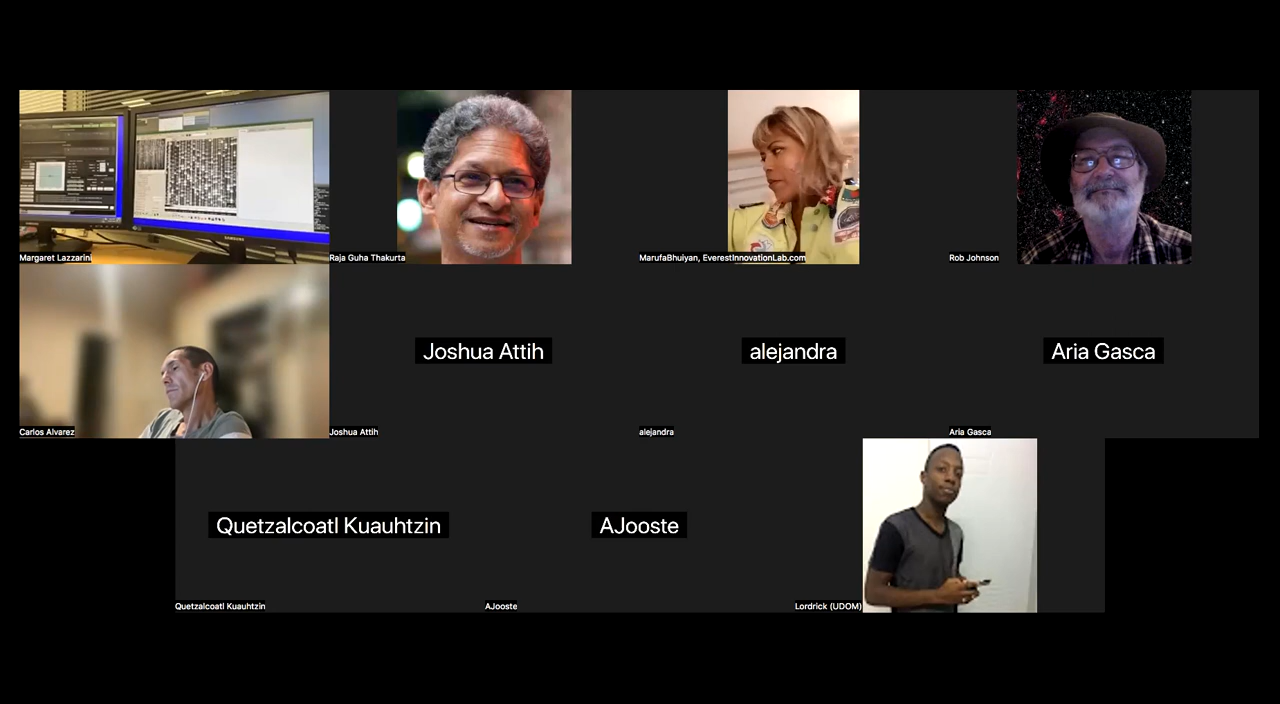 Margaret Lazzarini
Raja Guha Thakurta
MarufaBhuiyan, EverestInnovationLab.com
Rob Johnson
SAMSUNG
Joshua Attih
alejandra
Aria Gasca
Carlos Alvarez
Joshua Attih
alejandra
Aria Gasca
Quetzalcoatl Kuauhtzin
AJooste
Quetzalcoatl Kuauhtzin
AJooste
Lordrick (UDOM)